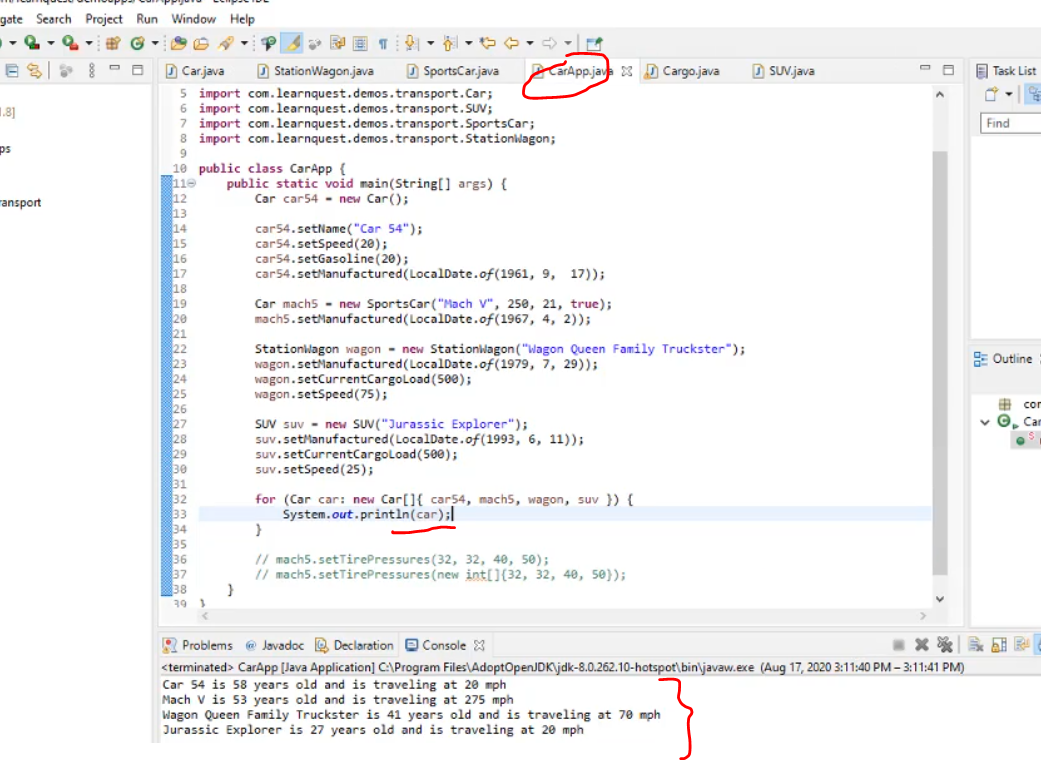 gate Search Project Run Window Help
Car.java StationWagon.java SportsCar.java CarApp.java Cargo.java SUV.java Task List
5 import com.learnquest.demos.transport.Car;
1.8]
6 import com.learnquest.demos.transport.SUV;
7 import com.learnquest.demos.transport.SportsCar;
Find
8 import com.learnquest.demos.transport.StationWagon;
ps
9
10 public class CarApp {
11 public static void main(String[] args) {
12 Car car54 = new Car();
ransport
13
14 car54.setName("Car 54");
15 car54.setSpeed(20);
16 car54.setGasoline(20);
17 car54.setManufactured(LocalDate.of(1961, 9, 17));
18
19 Car mach5 = new SportsCar("Mach V", 250, 21, true);
20 mach5.setManufactured(LocalDate.of(1967, 4, 2));
21
22 StationWagon wagon = new StationWagon("Wagon Queen Family Truckster");
23 wagon.setManufactured(LocalDate.of(1979, 7, 29));
Outline
24 wagon.setCurrentCargoLoad(500);
25 wagon.setSpeed(75);
26
con
27 SUV suv = new SUV("Jurassic Explorer");
Car
28 suv.setManufactured(LocalDate.of(1993, 6, 11));
29 suv.setCurrentCargoLoad(500);
30 suv.setSpeed(25);
31
32 for (Car car: new Car[]{ car54, mach5, wagon, suv }) {
33 System.out.println(car);
34 }
35
36 // mach5.setTirePressures(32, 32, 40, 50);
37 // mach5.setTirePressures(new int[]{32, 32, 40, 50});
38 }
39 }
Problems Javadoc Declaration Console
<terminated> CarApp [Java Application] C:\Program Files\AdoptOpenJDK\jdk-8.0.262.10-hotspot\bin\javaw.exe (Aug 17, 2020 3:11:40 PM – 3:11:41 PM)
Car 54 is 58 years old and is traveling at 20 mph
Mach V is 53 years old and is traveling at 275 mph
Wagon Queen Family Truckster is 41 years old and is traveling at 70 mph
Jurassic Explorer is 27 years old and is traveling at 20 mph